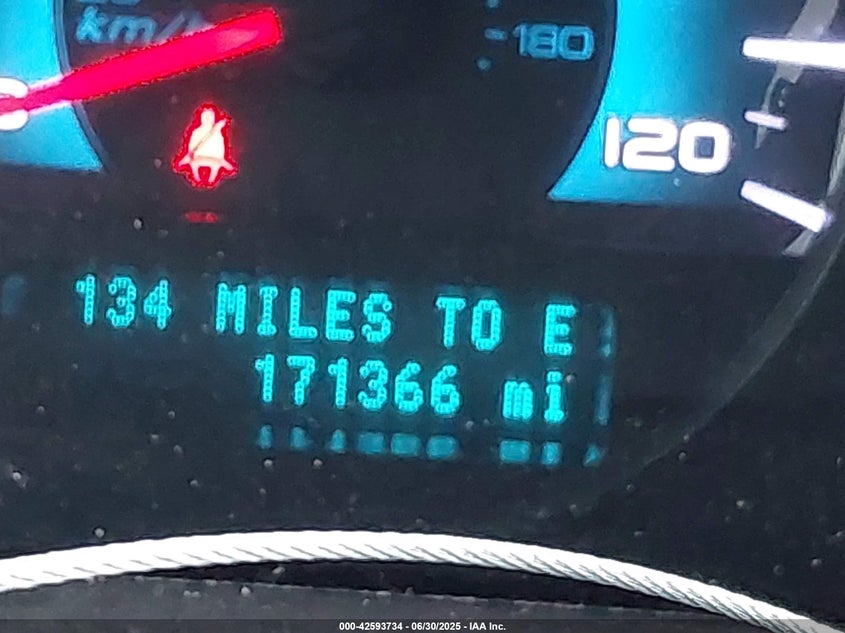 km/h
180
120
134 MILES TO E
171366 mi
000-42593734 - 06/30/2025 - IAA Inc.